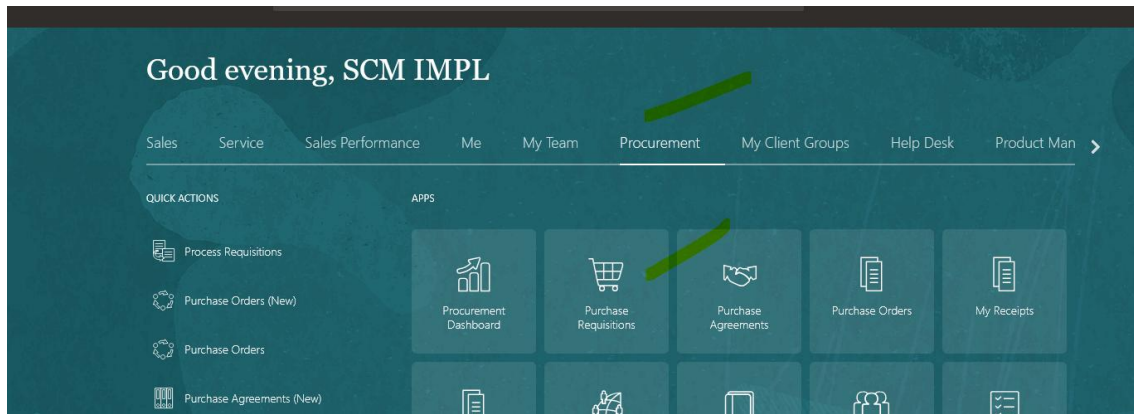 Good evening, SCM IMPL
Sales Service Sales Performance Me My Team Procurement My Client Groups Help Desk Product Man
QUICK ACTIONS
APPS
Process Requisitions
Purchase Orders (New)
Purchase Orders
Purchase Agreements (New)
Procurement
Dashboard
Purchase
Requisitions
Purchase
Agreements
Purchase Orders
My Receipts